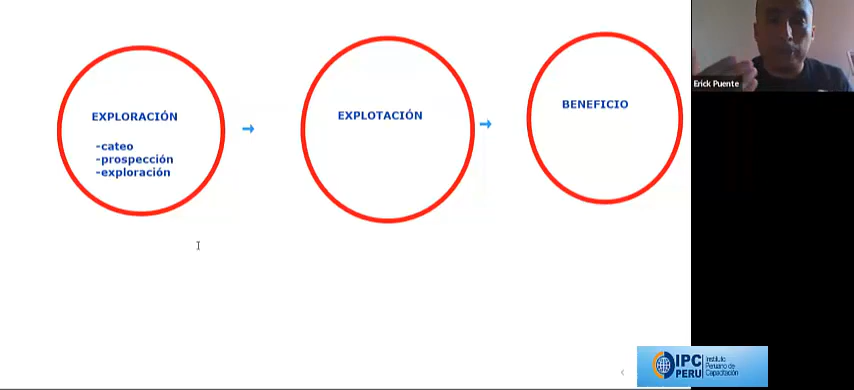 EXPLORACIÓN
-cateo
-prospección
-exploración
→
EXPLOTACIÓN
→
BENEFICIO
Erick Puente
IPC
PERU
Instituto
Peruano de
Capacitación